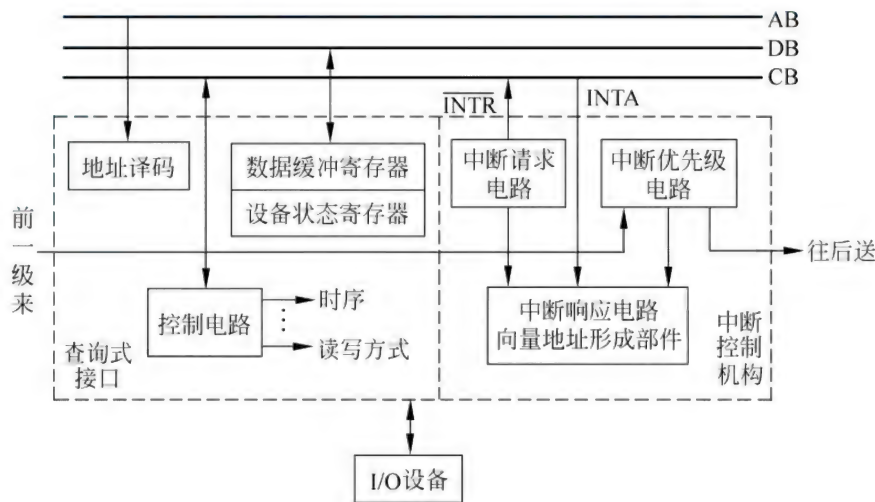 AB
DB
CB
INTR
INTA
地址译码
数据缓冲寄存器
设备状态寄存器
中断请求
电路
中断优先级
电路
前一级来
往后送
控制电路
时序
⋮
读写方式
中断响应电路
向量地址形成部件
查询式
接口
中断
控制
机构
I/O设备